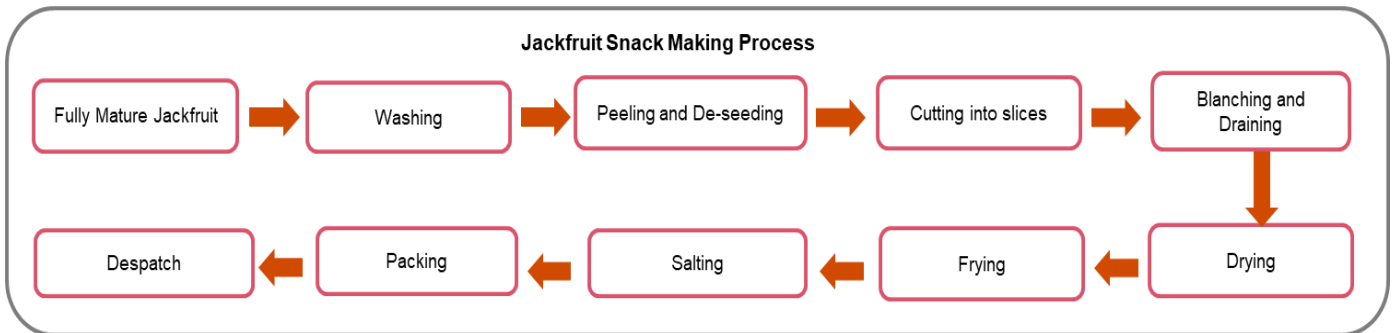 Jackfruit Snack Making Process
Fully Mature Jackfruit
Washing
Peeling and De-seeding
Cutting into slices
Blanching and
Draining
Drying
Frying
Salting
Packing
Despatch